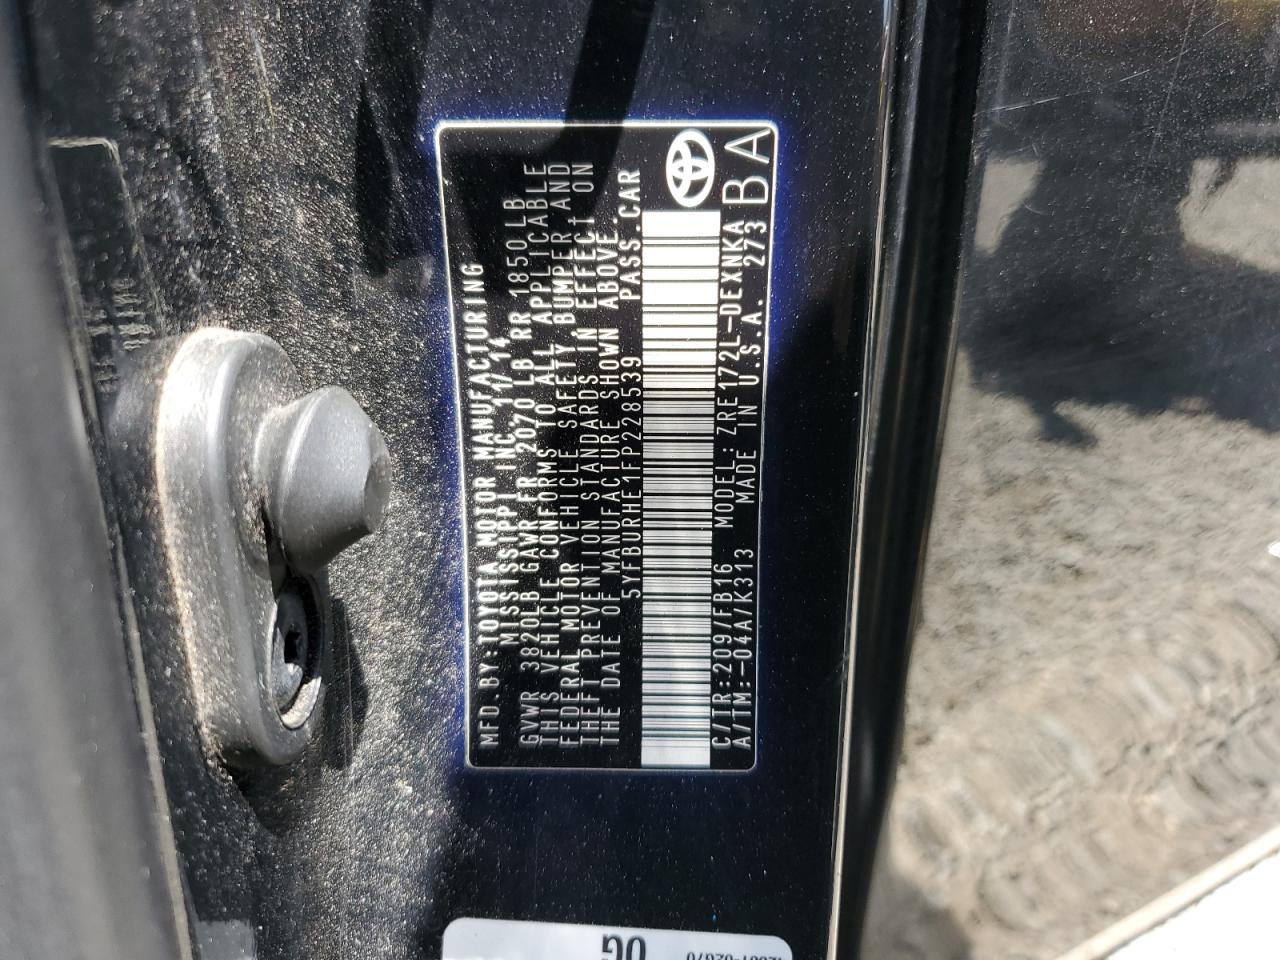 MFD.BY:TOYOTA MOTOR MANUFACTURING
MISSISSIPPI INC. 11/14
GVWR 3820LB GAWR FR 2070 LB RR 1850 LB
THIS VEHICLE CONFORMS TO ALL APPLICABLE
FEDERAL MOTOR VEHICLE SAFETY,BUMPER,AND
THEFT PREVENTION STANDARDS IN EFFECT ON
THE DATE OF MANUFACTURE SHOWN ABOVE.
5YFBURHE1FP228539 PASS.CAR
C/TR:209/FB16 MODEL:ZRE172L-DEXNKA
A/TM:-04A/K313 MADE IN U.S.A. 273
BA
0G